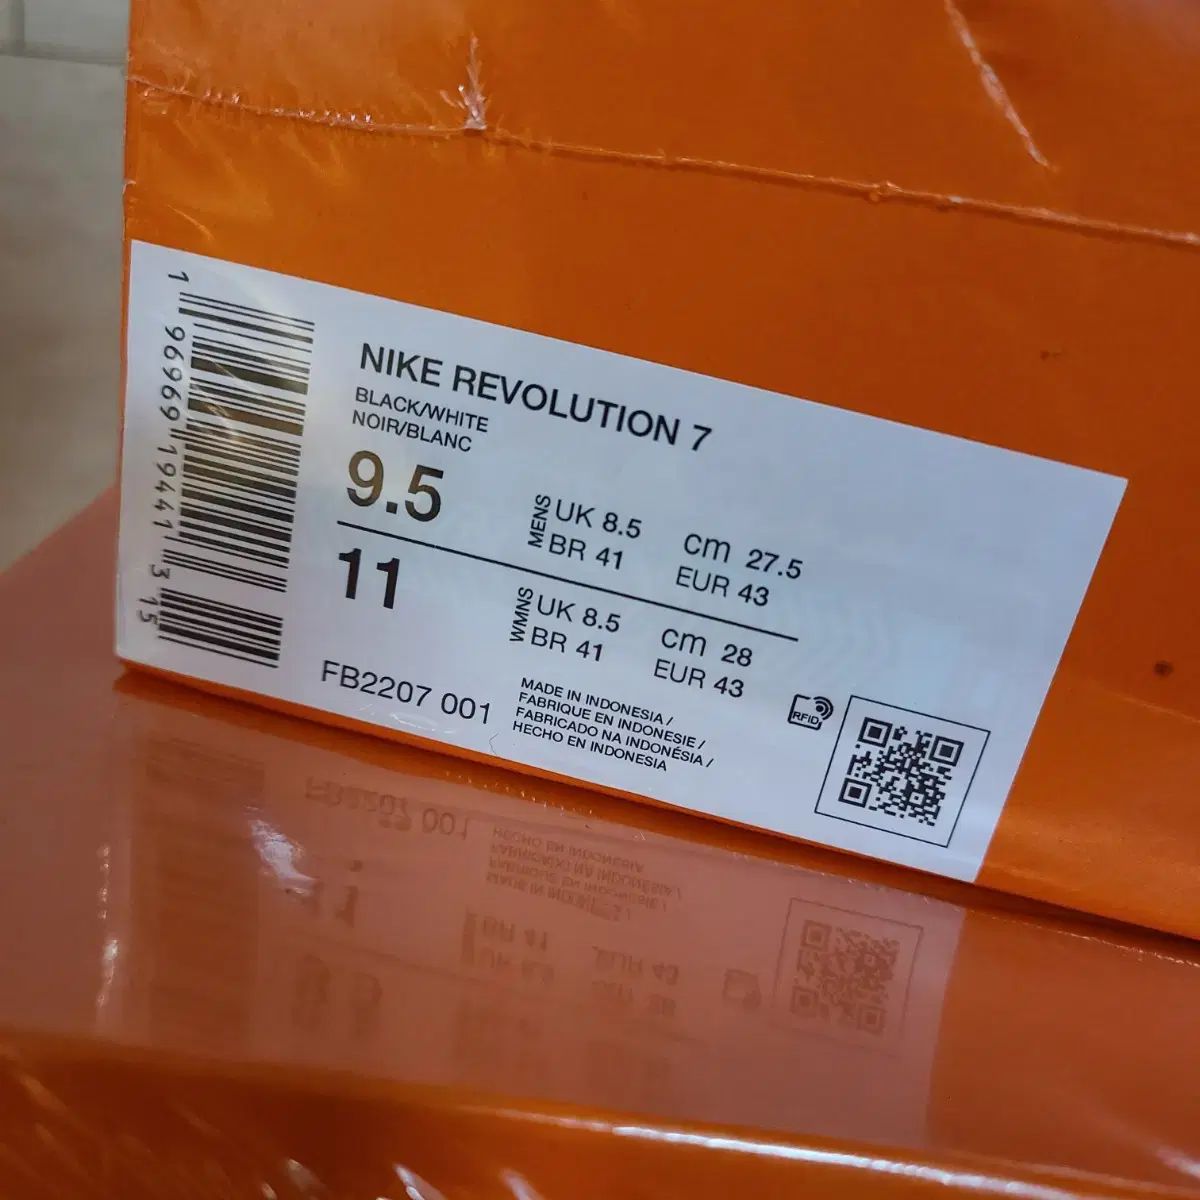 1 96969 19441 3 15
NIKE REVOLUTION 7
BLACK/WHITE
NOIR/BLANC
9.5
MENS
UK 8.5
cm 27.5
BR 41
EUR 43
11
WMNS
UK 8.5
cm 28
BR 41
EUR 43
FB2207 001
MADE IN INDONESIA /
FABRIQUE EN INDONESIE /
FABRICADO NA INDONÉSIA /
HECHO EN INDONESIA
RFID